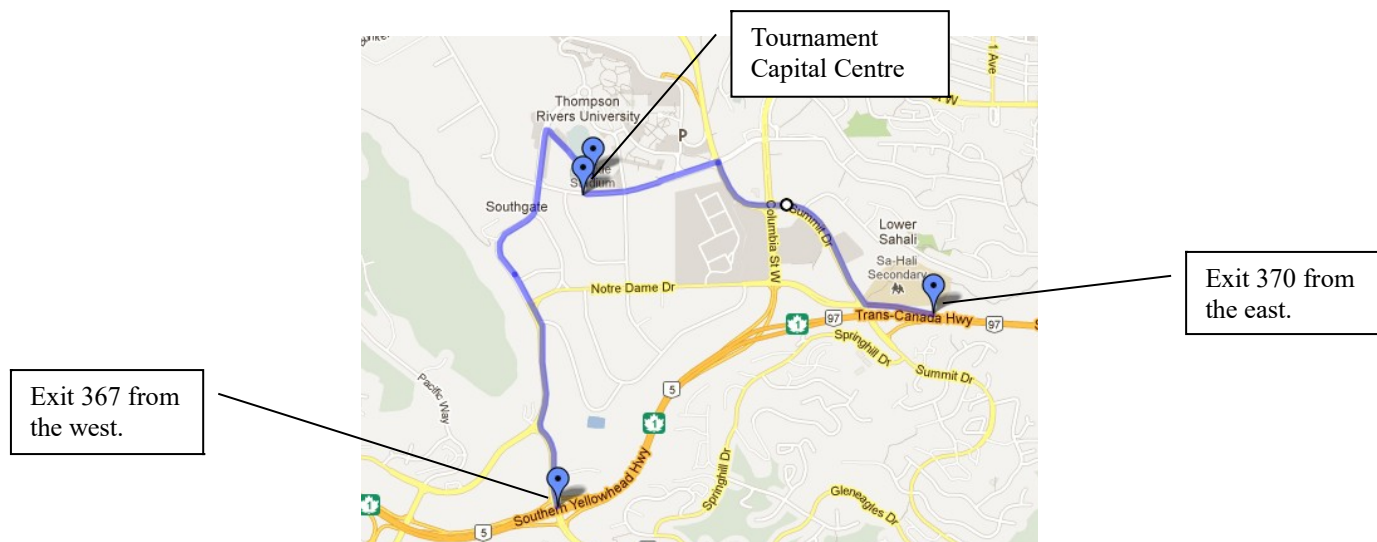 Tournament
Capital Centre
1 Ave
Thompson
Rivers University
P
Stadium
Southgate
Columbia St W
Summit Dr
Lower
Sahali
Sa-Hali
Secondary
Exit 370 from
the east.
Notre Dame Dr
Trans-Canada Hwy
97
97
1
Springhill Dr
Summit Dr
Pacific Way
5
1
Exit 367 from
the west.
Springhill Dr
Southern Yellowhead Hwy
Gleneagles Dr
1
5